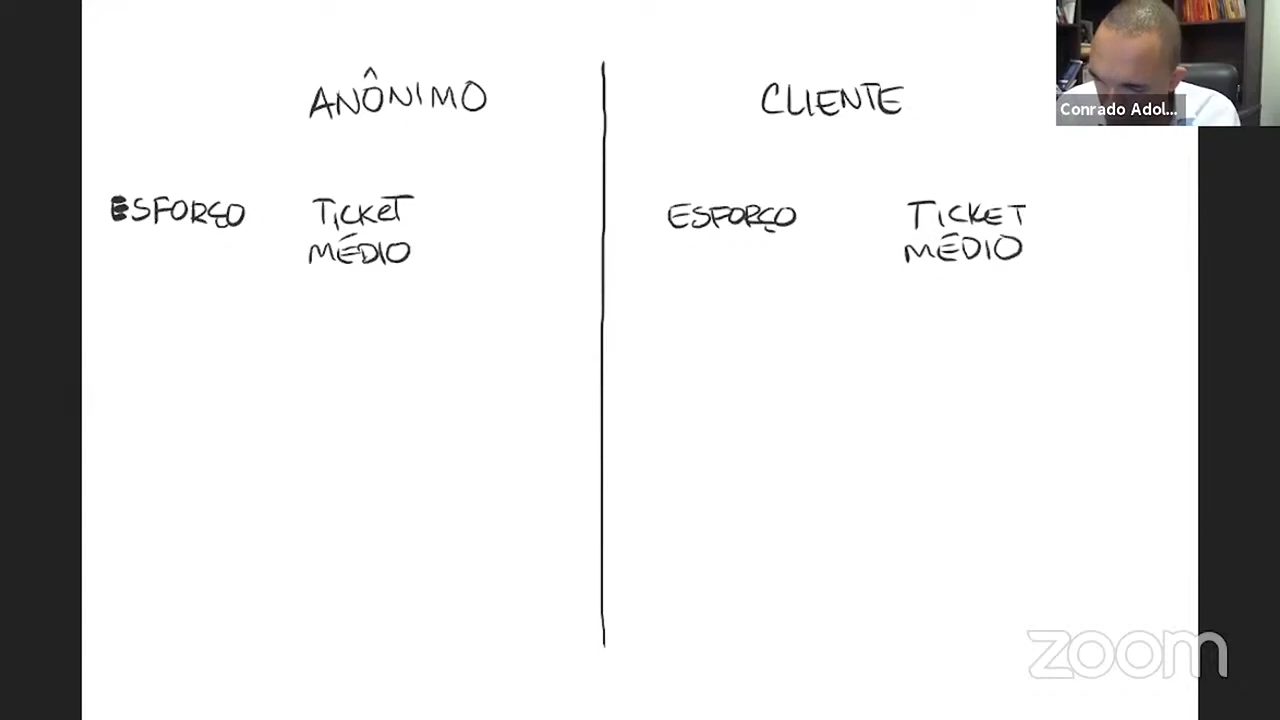 ANÔNIMO
CLIENTE
Conrado Adol...
ESFORÇO
TICKET
MÉDIO
ESFORÇO
TICKET
MÉDIO
zoom